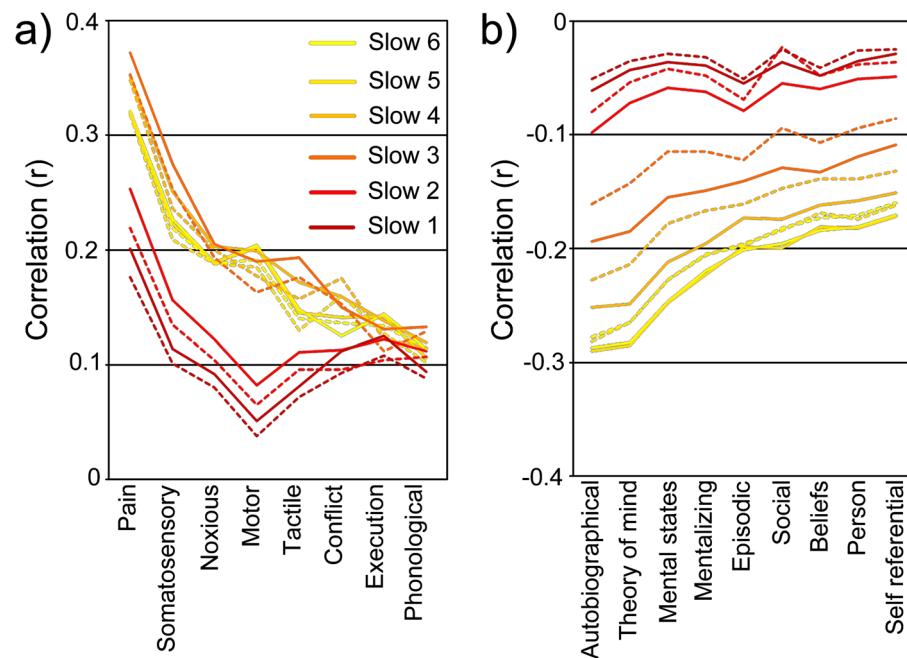 a)
Correlation (r)
0.4
0.3
0.2
0.1
0
Slow 6
Slow 5
Slow 4
Slow 3
Slow 2
Slow 1
Pain
Somatosensory
Noxious
Motor
Tactile
Conflict
Execution
Phonological
b)
Correlation (r)
0
-0.1
-0.2
-0.3
-0.4
Autobiographical
Theory of mind
Mental states
Mentalizing
Episodic
Social
Beliefs
Person
Self referential